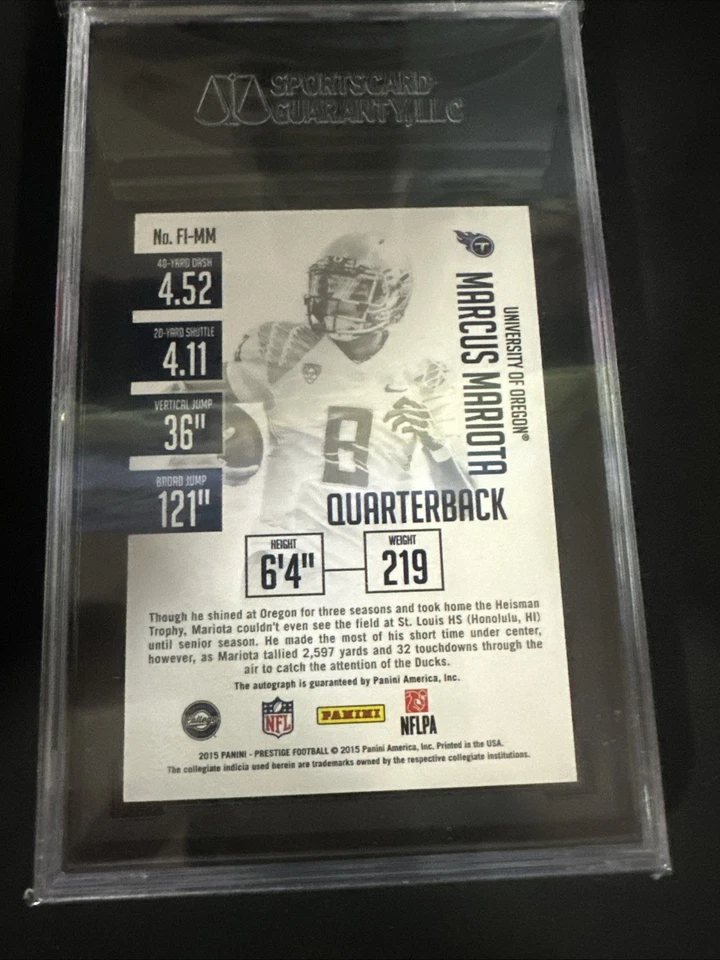 SPORTSCARD
GUARANTY, LLC
No. FI-MM
40-YARD DASH
4.52
20-YARD SHUTTLE
4.11
VERTICAL JUMP
36"
BROAD JUMP
121"
T
MARCUS MARIOTA
UNIVERSITY OF OREGON®
8
QUARTERBACK
HEIGHT
6'4"
WEIGHT
219
Though he shined at Oregon for three seasons and took home the Heisman
Trophy, Mariota couldn't even see the field at St. Louis HS (Honolulu, HI)
until senior season. He made the most of his short time under center,
however, as Mariota tallied 2,597 yards and 32 touchdowns through the
air to catch the attention of the Ducks.
The autograph is guaranteed by Panini America, Inc.
NFL
PANINI
NFLPA
2015 PANINI - PRESTIGE FOOTBALL © 2015 Panini America, Inc. Printed in the USA.
The collegiate indicia used herein are trademarks owned by the respective collegiate institutions.